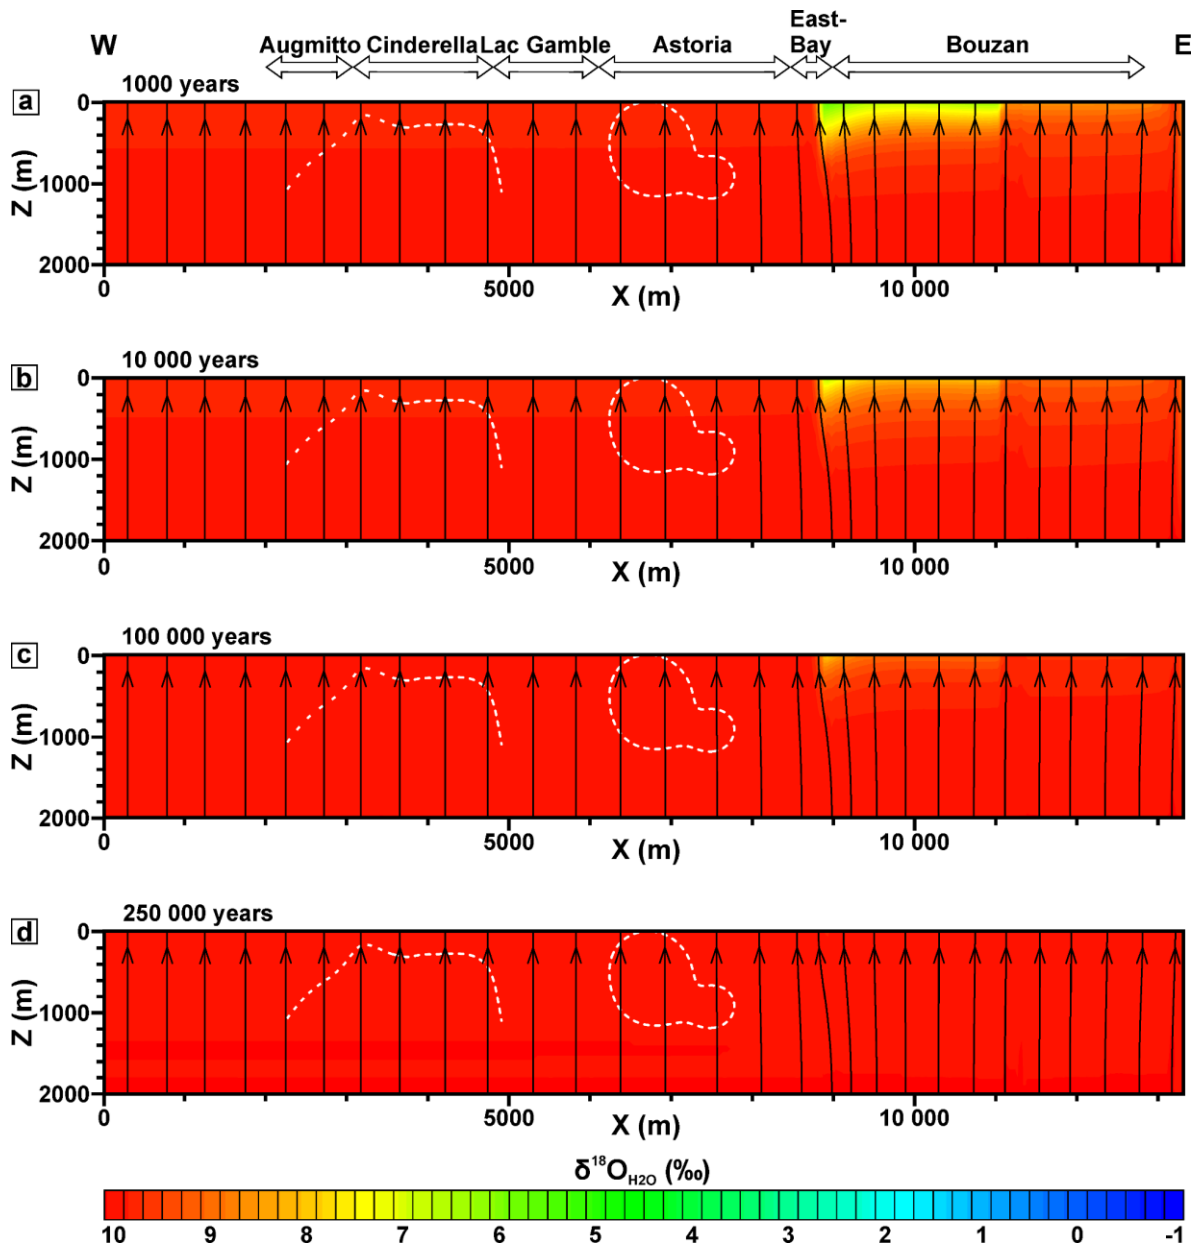 East-
W Augmitto Cinderella Lac Gamble Astoria Bay Bouzan E
a 1000 years
0
1000
2000
Z (m)
0 5000 10 000
X (m)
b 10 000 years
0
1000
2000
Z (m)
0 5000 10 000
X (m)
c 100 000 years
0
1000
2000
Z (m)
0 5000 10 000
X (m)
d 250 000 years
0
1000
2000
Z (m)
0 5000 10 000
X (m)
δ¹⁸O_H2O (‰)
10 9 8 7 6 5 4 3 2 1 0 -1